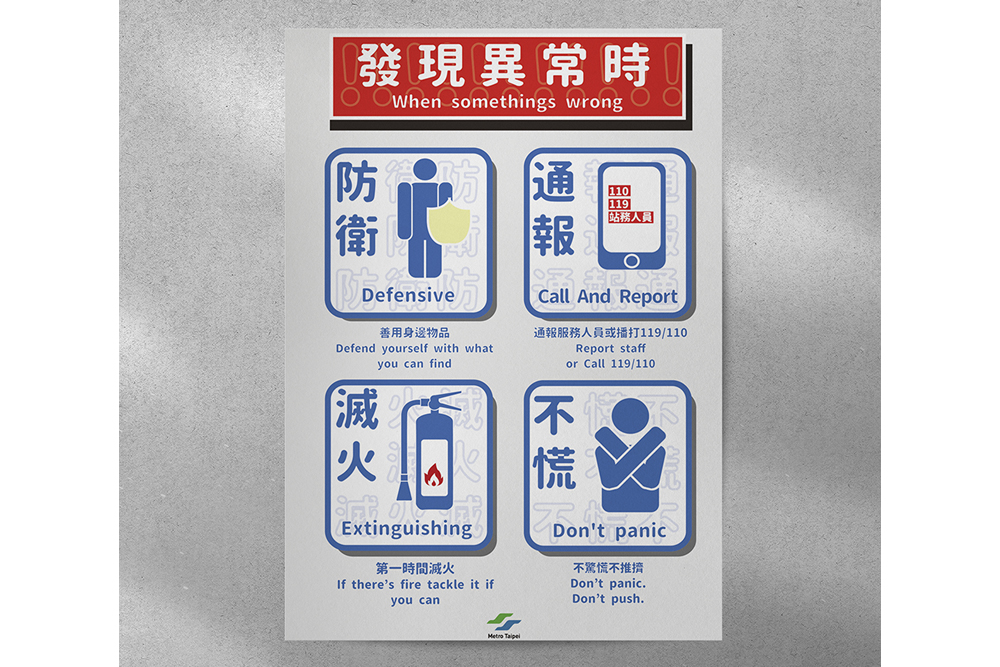 發現異常時
When somethings wrong
防衛
Defensive
善用身邊物品
Defend yourself with what
you can find
通報
110
119
站務人員
Call And Report
通報服務人員或播打119/110
Report staff
or Call 119/110
滅火
Extinguishing
第一時間滅火
If there's fire tackle it if
you can
不慌
Don't panic
不驚慌不推擠
Don't panic.
Don't push.
Metro Taipei